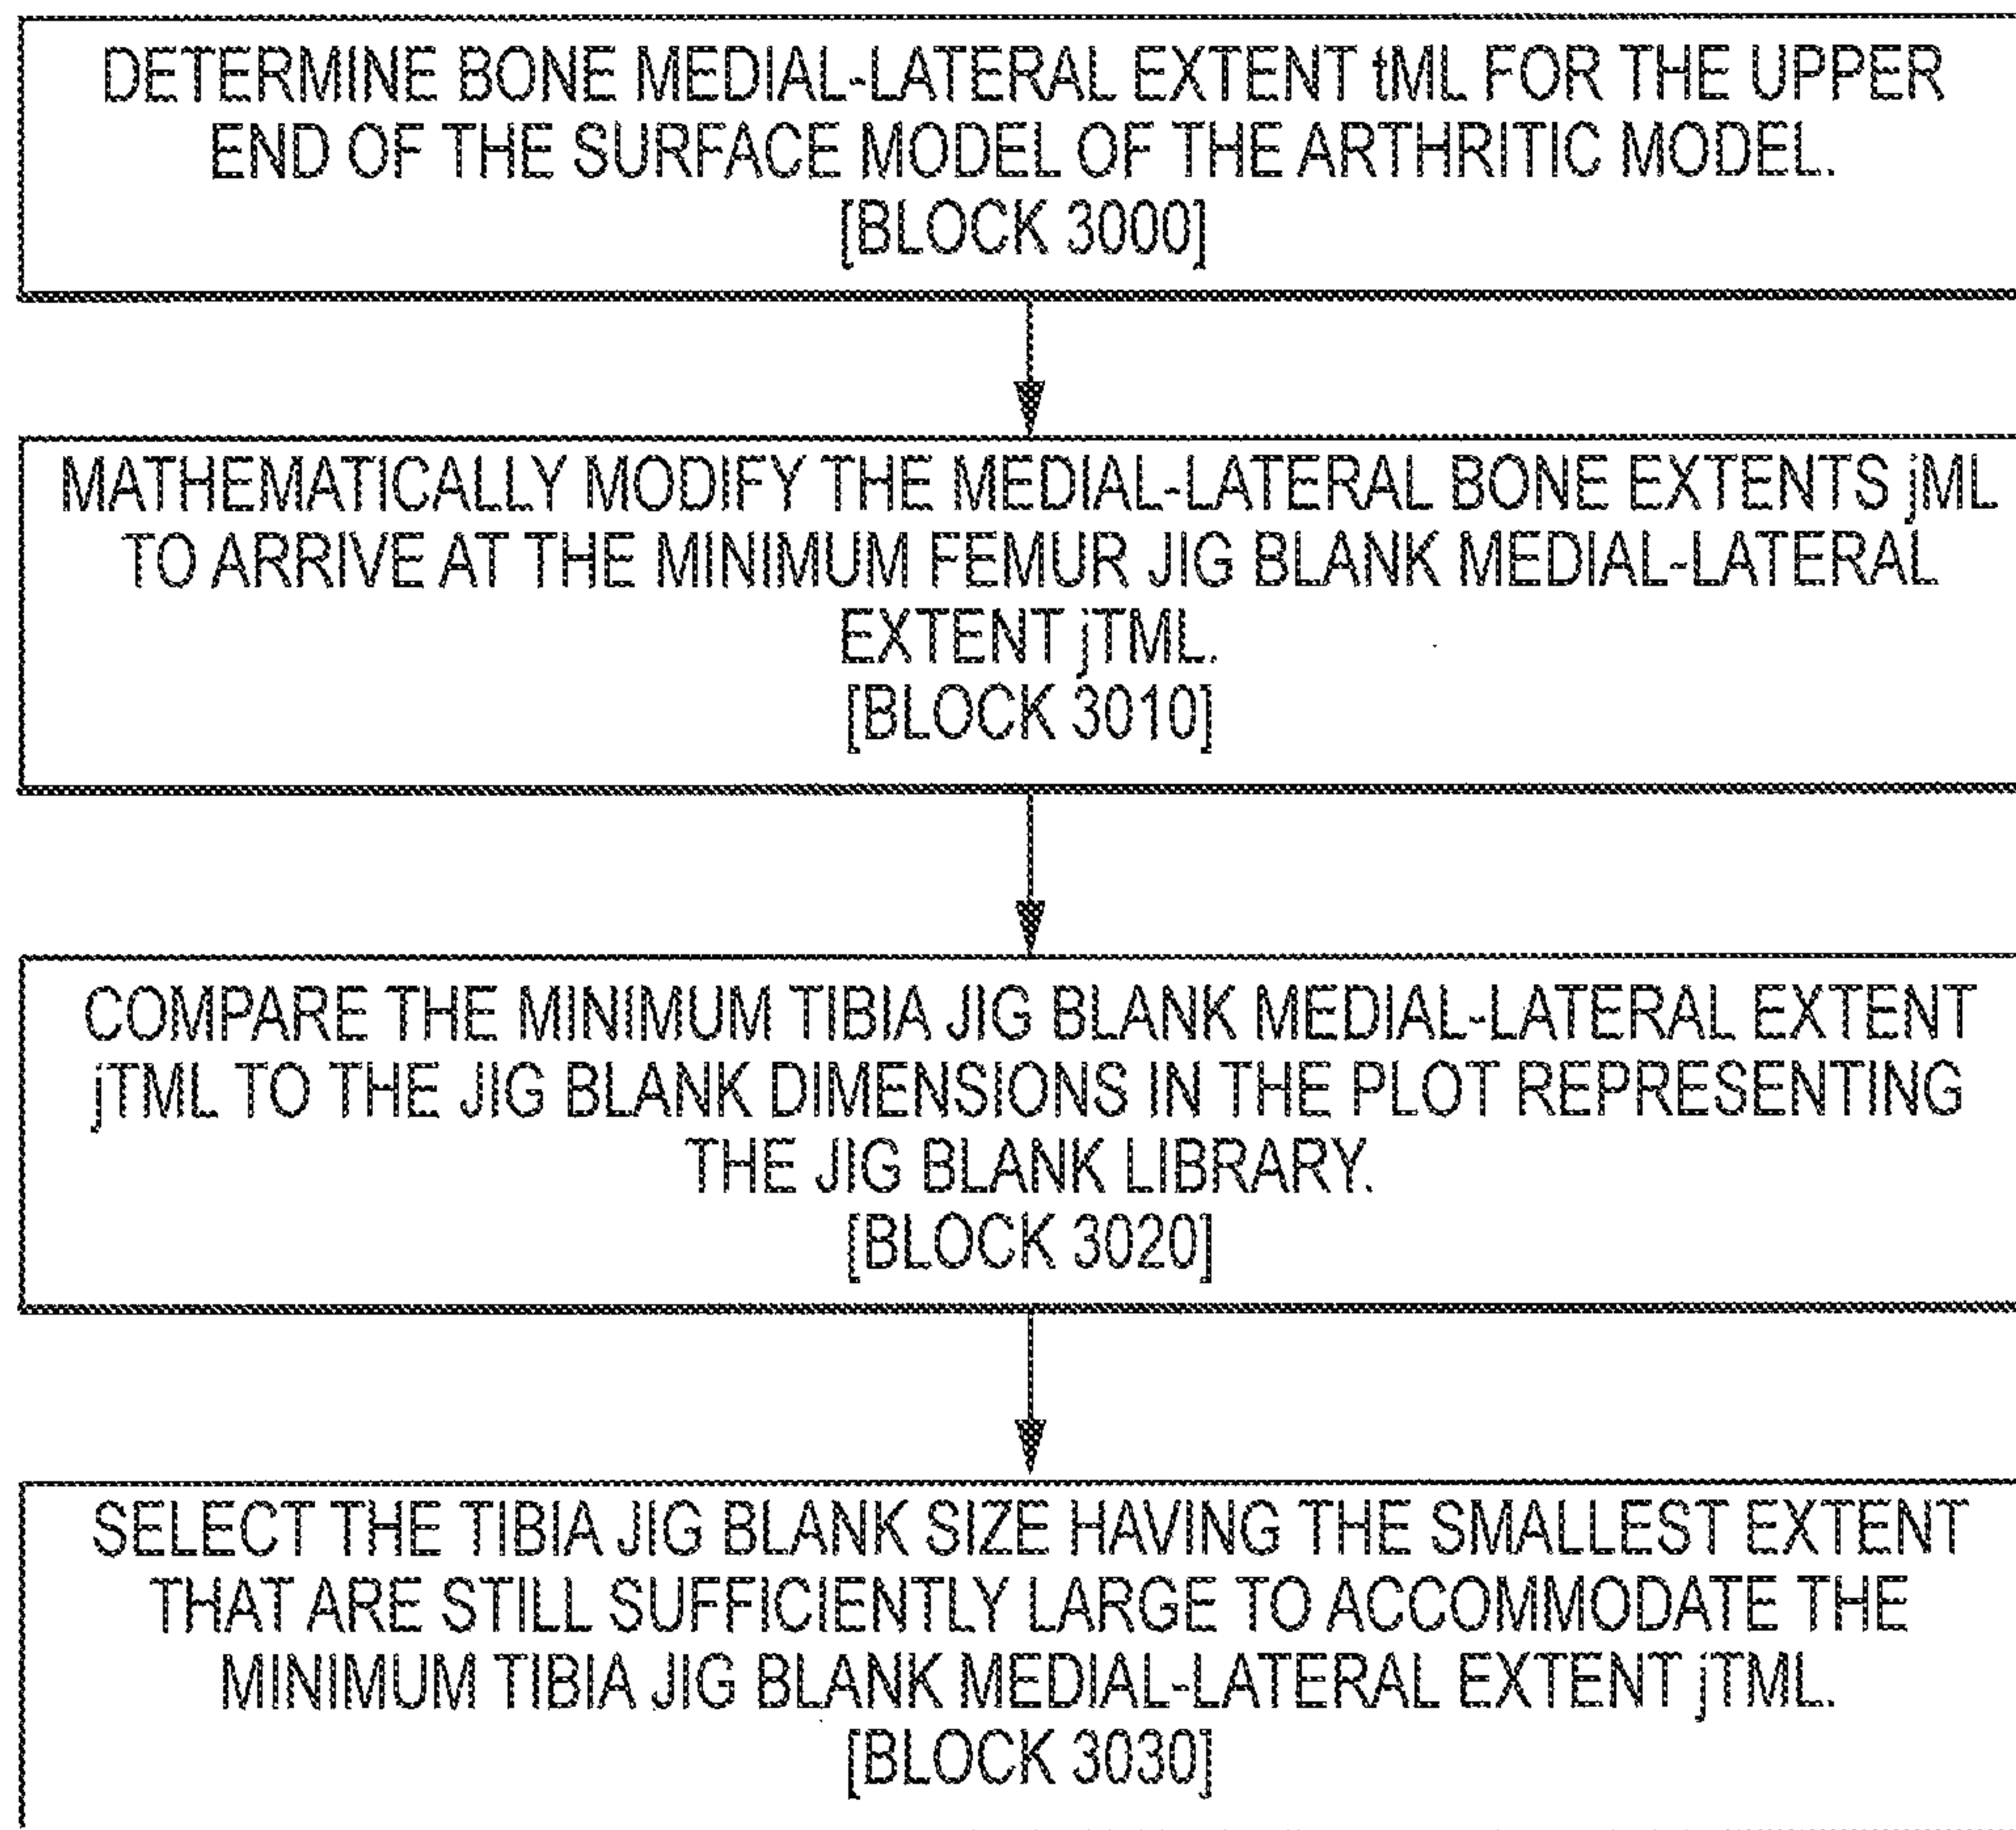 DETERMINE BONE MEDIAL-LATERAL EXTENT tML FOR THE UPPER
END OF THE SURFACE MODEL OF THE ARTHRITIC MODEL.
[BLOCK 3000]
MATHEMATICALLY MODIFY THE MEDIAL-LATERAL BONE EXTENTS jML
TO ARRIVE AT THE MINIMUM FEMUR JIG BLANK MEDIAL-LATERAL
EXTENT jTML.
[BLOCK 3010]
COMPARE THE MINIMUM TIBIA JIG BLANK MEDIAL-LATERAL EXTENT
jTML TO THE JIG BLANK DIMENSIONS IN THE PLOT REPRESENTING
THE JIG BLANK LIBRARY.
[BLOCK 3020]
SELECT THE TIBIA JIG BLANK SIZE HAVING THE SMALLEST EXTENT
THAT ARE STILL SUFFICIENTLY LARGE TO ACCOMMODATE THE
MINIMUM TIBIA JIG BLANK MEDIAL-LATERAL EXTENT jTML.
[BLOCK 3030]